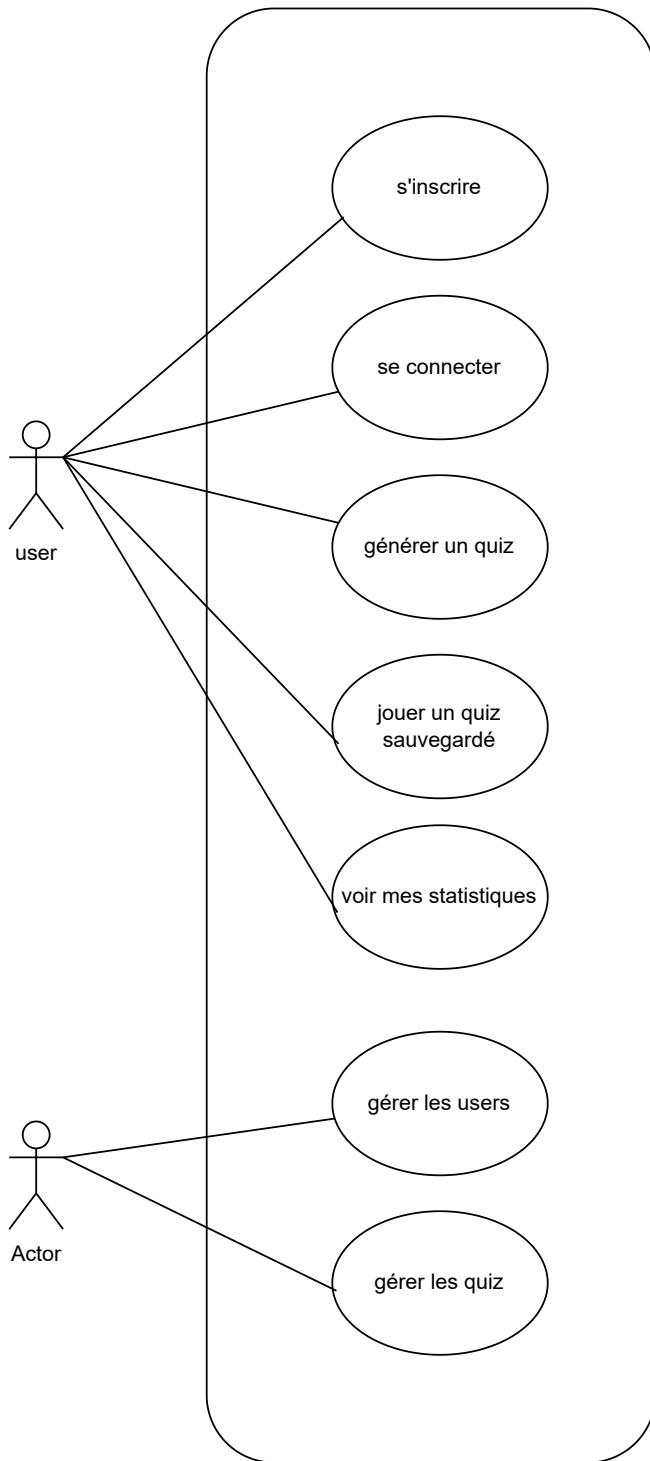 s'inscrire
se connecter
user
générer un quiz
jouer un quiz
sauvegardé
voir mes statistiques
gérer les users
Actor
gérer les quiz